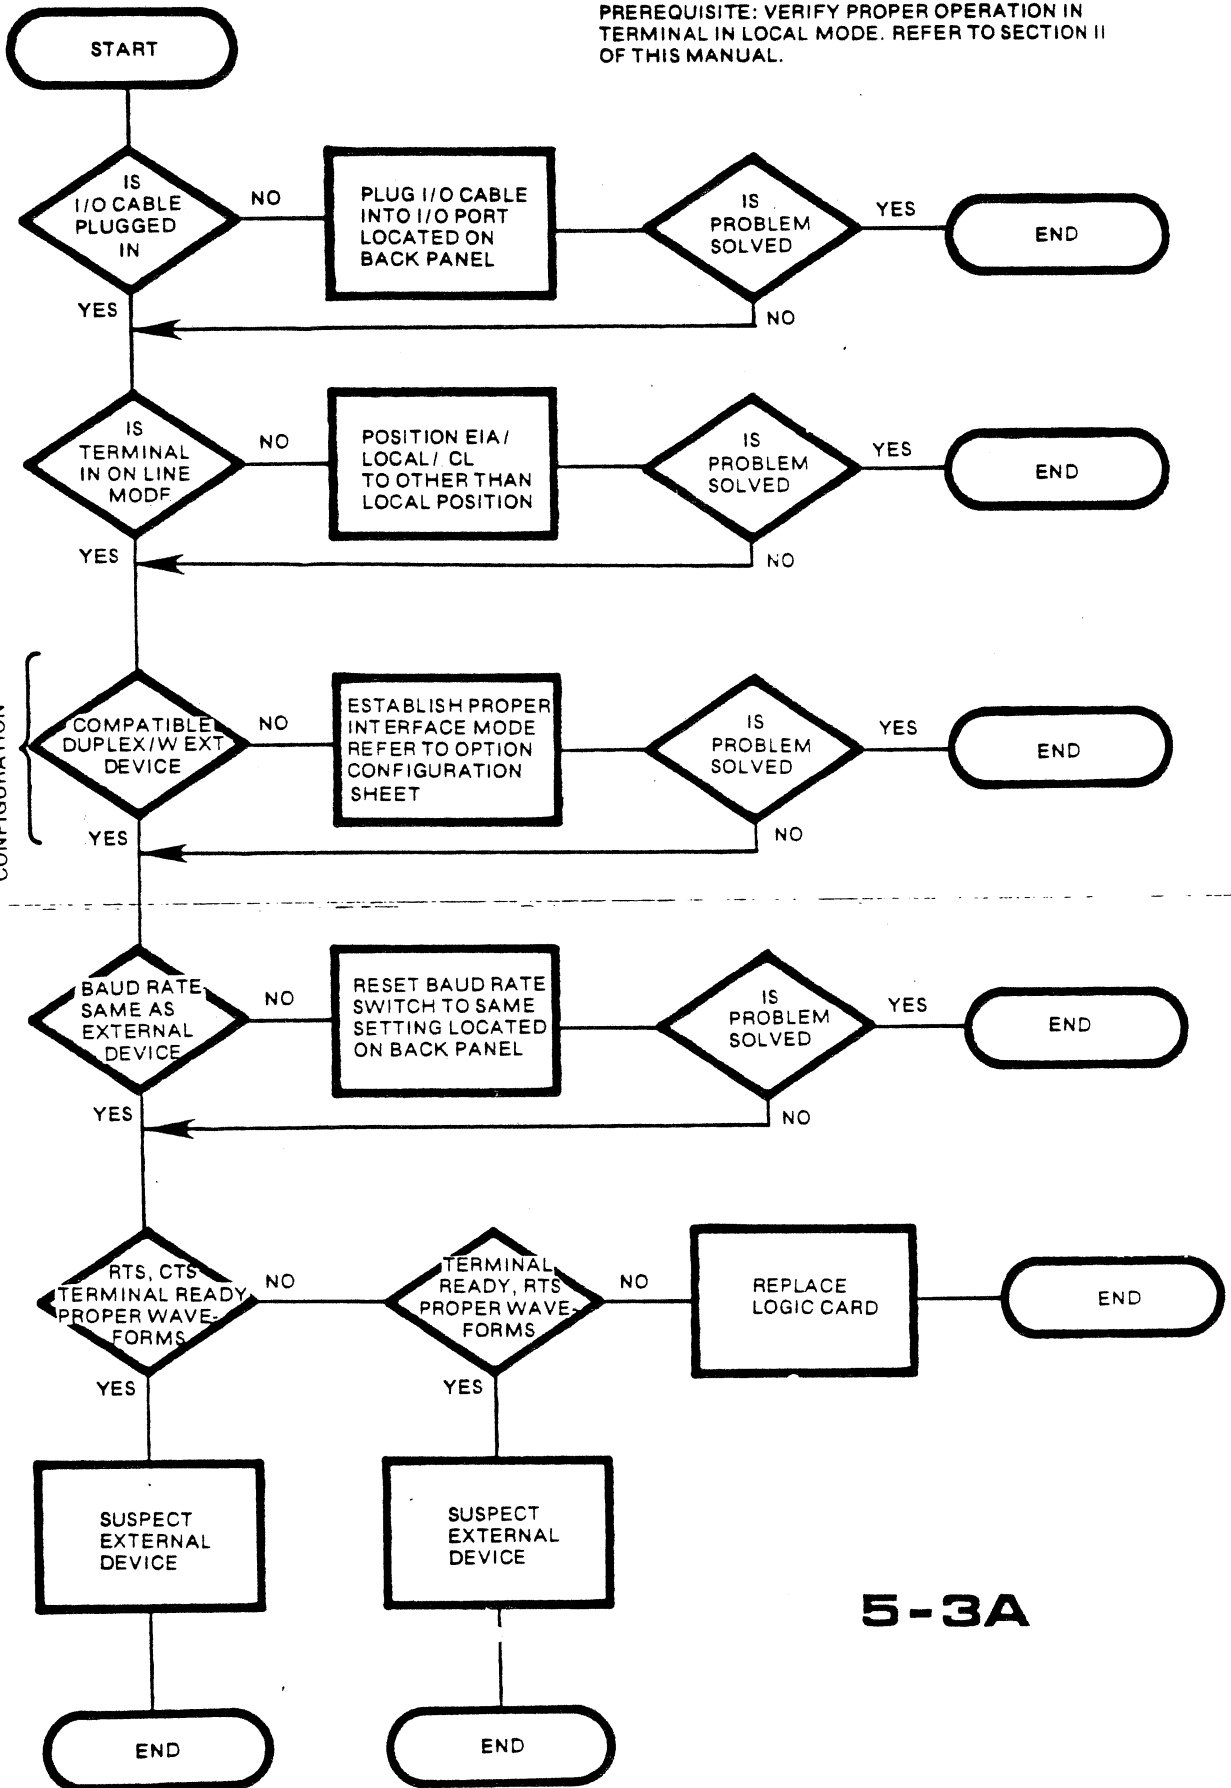 PREREQUISITE: VERIFY PROPER OPERATION IN
TERMINAL IN LOCAL MODE. REFER TO SECTION II
OF THIS MANUAL.
START
IS
I/O CABLE
PLUGGED
IN
NO
PLUG I/O CABLE
INTO I/O PORT
LOCATED ON
BACK PANEL
IS
PROBLEM
SOLVED
YES
END
YES
NO
IS
TERMINAL
IN ON LINE
MODE
NO
POSITION EIA/
LOCAL/ CL
TO OTHER THAN
LOCAL POSITION
IS
PROBLEM
SOLVED
YES
END
YES
NO
CONFIGURATION
COMPATIBLE
DUPLEX/W EXT
DEVICE
NO
ESTABLISH PROPER
INTERFACE MODE
REFER TO OPTION
CONFIGURATION
SHEET
IS
PROBLEM
SOLVED
YES
END
YES
NO
BAUD RATE
SAME AS
EXTERNAL
DEVICE
NO
RESET BAUD RATE
SWITCH TO SAME
SETTING LOCATED
ON BACK PANEL
IS
PROBLEM
SOLVED
YES
END
YES
NO
RTS, CTS
TERMINAL READY
PROPER WAVE-
FORMS
NO
TERMINAL
READY, RTS
PROPER WAVE-
FORMS
NO
REPLACE
LOGIC CARD
END
YES
YES
SUSPECT
EXTERNAL
DEVICE
SUSPECT
EXTERNAL
DEVICE
5-3A
END
END